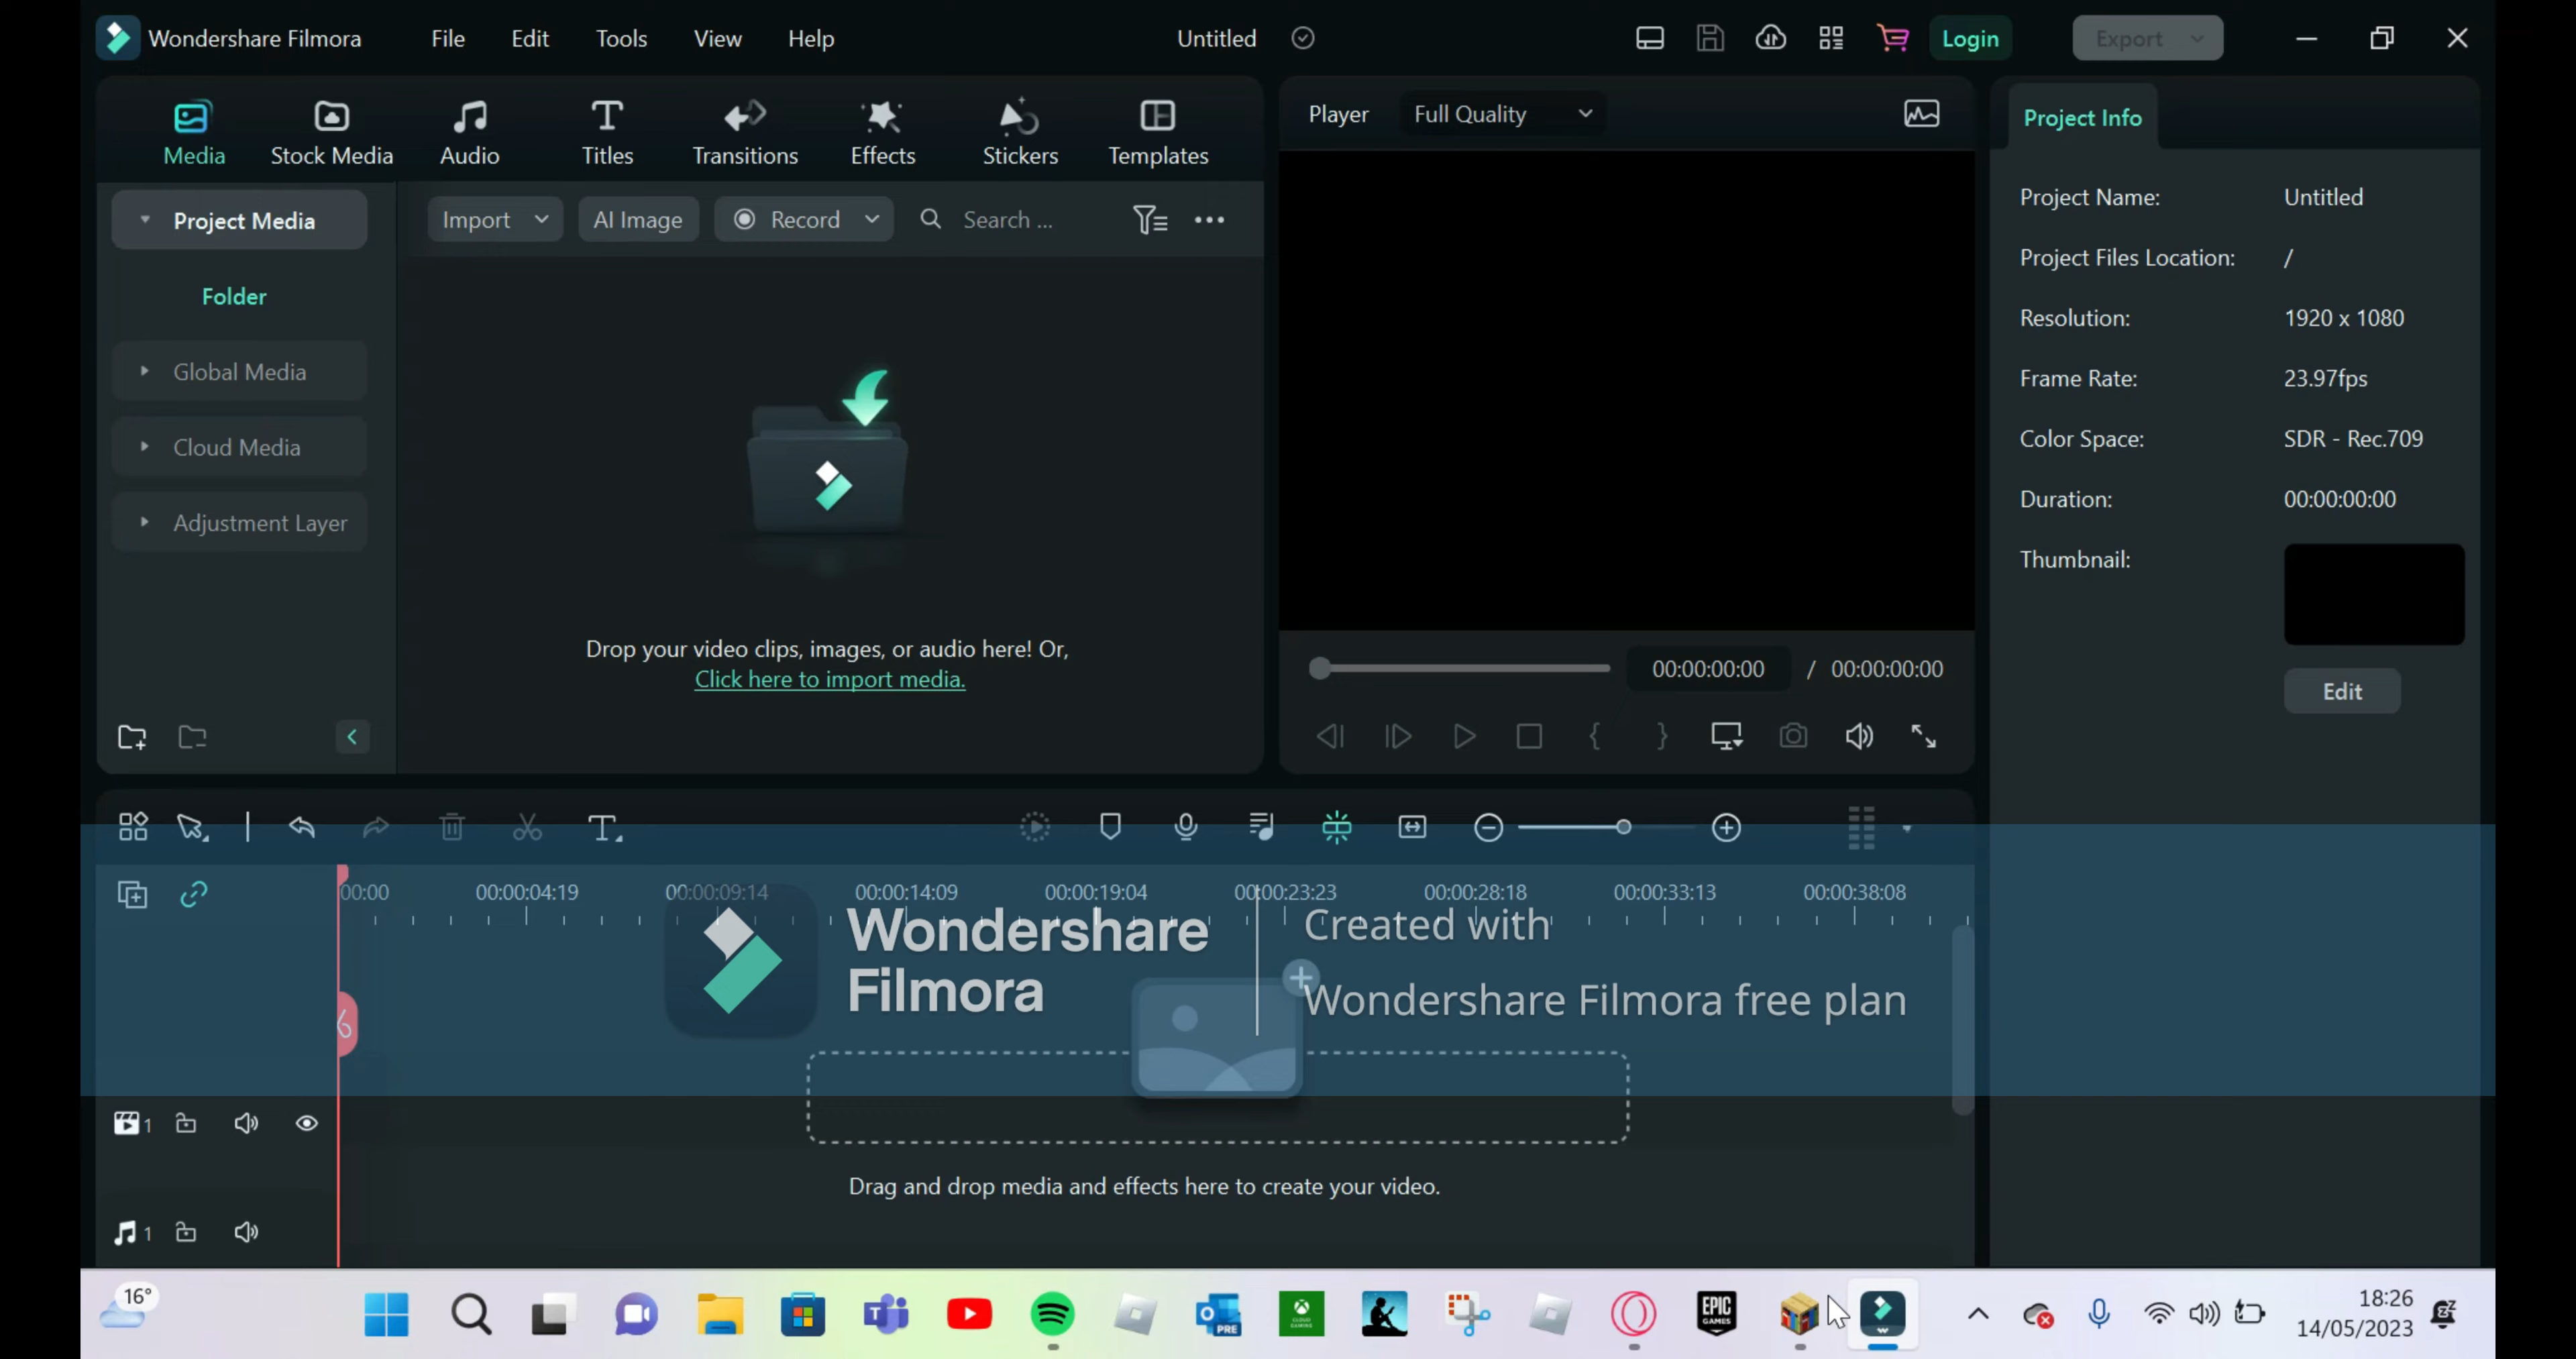 Wondershare Filmora File Edit Tools View Help Untitled Login Export
Media Stock Media Audio Titles Transitions Effects Stickers Templates
Player Full Quality
Project Info
Project Media
Import AI Image Record Search ...
Folder
Global Media
Cloud Media
Adjustment Layer
Drop your video clips, images, or audio here! Or,
Click here to import media.
00:00:00:00 / 00:00:00:00
Project Name: Untitled
Project Files Location: /
Resolution: 1920 x 1080
Frame Rate: 23.97fps
Color Space: SDR - Rec.709
Duration: 00:00:00:00
Thumbnail:
Edit
00:00 00:00:04:19 00:00:09:14 00:00:14:09 00:00:19:04 00:00:23:23 00:00:28:18 00:00:33:13 00:00:38:08
Wondershare
Filmora
Created with
Wondershare Filmora free plan
1
Drag and drop media and effects here to create your video.
1
16°
PRE
CLOUD GAMING
EPIC
GAMES
18:26
14/05/2023